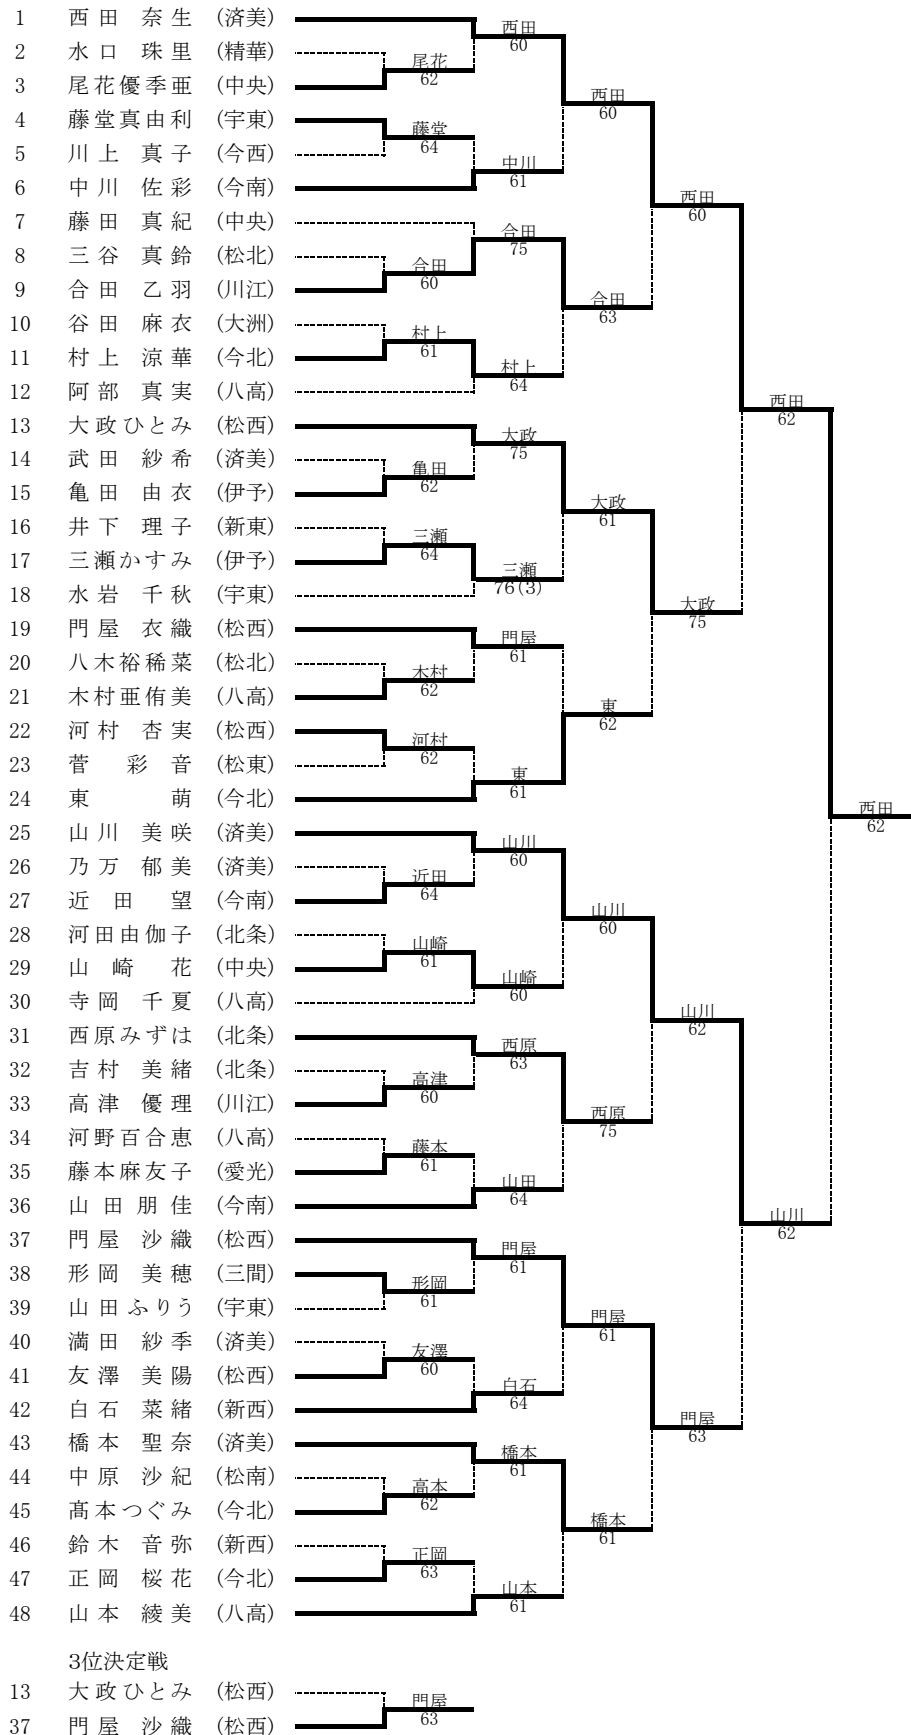 1 西田 奈生 (済美)
西田
60
2 水口 珠里 (精華)
尾花
62
3 尾花優季亜 (中央)
西田
60
4 藤堂真由利 (宇東)
藤堂
64
5 川上 真子 (今西)
中川
61
6 中川 佐彩 (今南)
西田
60
7 藤田 真紀 (中央)
合田
75
8 三谷 真鈴 (松北)
合田
60
9 合田 乙羽 (川江)
合田
63
10 谷田 麻衣 (大洲)
村上
61
11 村上 涼華 (今北)
村上
64
12 阿部 真実 (八高)
西田
62
13 大政ひとみ (松西)
大政
75
14 武田 紗希 (済美)
亀田
62
15 亀田 由衣 (伊予)
大政
61
16 井下 理子 (新東)
三瀬
64
17 三瀬かすみ (伊予)
三瀬
76(3)
18 水岩 千秋 (宇東)
大政
75
19 門屋 衣織 (松西)
門屋
61
20 八木裕稀菜 (松北)
木村
62
21 木村亜侑美 (八高)
東
62
22 河村 杏実 (松西)
河村
62
23 菅 彩音 (松東)
東
61
24 東 萌 (今北)
西田
62
25 山川 美咲 (済美)
山川
60
26 乃万 郁美 (済美)
近田
64
27 近田 望 (今南)
山川
60
28 河田由伽子 (北条)
山崎
61
29 山崎 花 (中央)
山崎
60
30 寺岡 千夏 (八高)
山川
62
31 西原みずは (北条)
西原
63
32 吉村 美緒 (北条)
高津
60
33 高津 優理 (川江)
西原
75
34 河野百合恵 (八高)
藤本
61
35 藤本麻友子 (愛光)
山田
64
36 山田朋佳 (今南)
山川
62
37 門屋 沙織 (松西)
門屋
61
38 形岡 美穂 (三間)
形岡
61
39 山田ふりう (宇東)
門屋
61
40 満田 紗季 (済美)
友澤
60
41 友澤 美陽 (松西)
白石
64
42 白石 菜緒 (新西)
門屋
63
43 橋本 聖奈 (済美)
橋本
61
44 中原 沙紀 (松南)
高本
62
45 髙本つぐみ (今北)
橋本
61
46 鈴木 音弥 (新西)
正岡
63
47 正岡 桜花 (今北)
山本
61
48 山本 綾美 (八高)
3位決定戦
13 大政ひとみ (松西)
門屋
63
37 門屋 沙織 (松西)